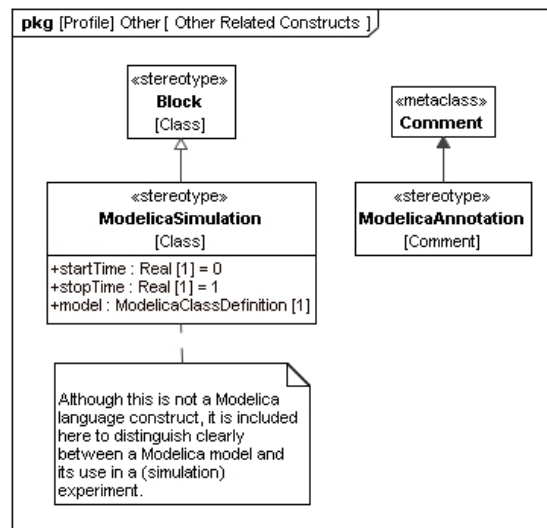 pkg [Profile] Other [ Other Related Constructs ]
«stereotype»
Block
[Class]
«metaclass»
Comment
«stereotype»
ModelicaSimulation
[Class]
+startTime : Real [1] = 0
+stopTime : Real [1] = 1
+model : ModelicaClassDefinition [1]
«stereotype»
ModelicaAnnotation
[Comment]
Although this is not a Modelica
language construct, it is included
here to distinguish clearly
between a Modelica model and
its use in a (simulation)
experiment.